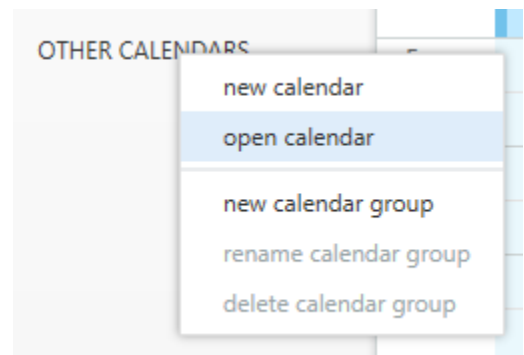 OTHER CALENDARS
new calendar
open calendar
new calendar group
rename calendar group
delete calendar group